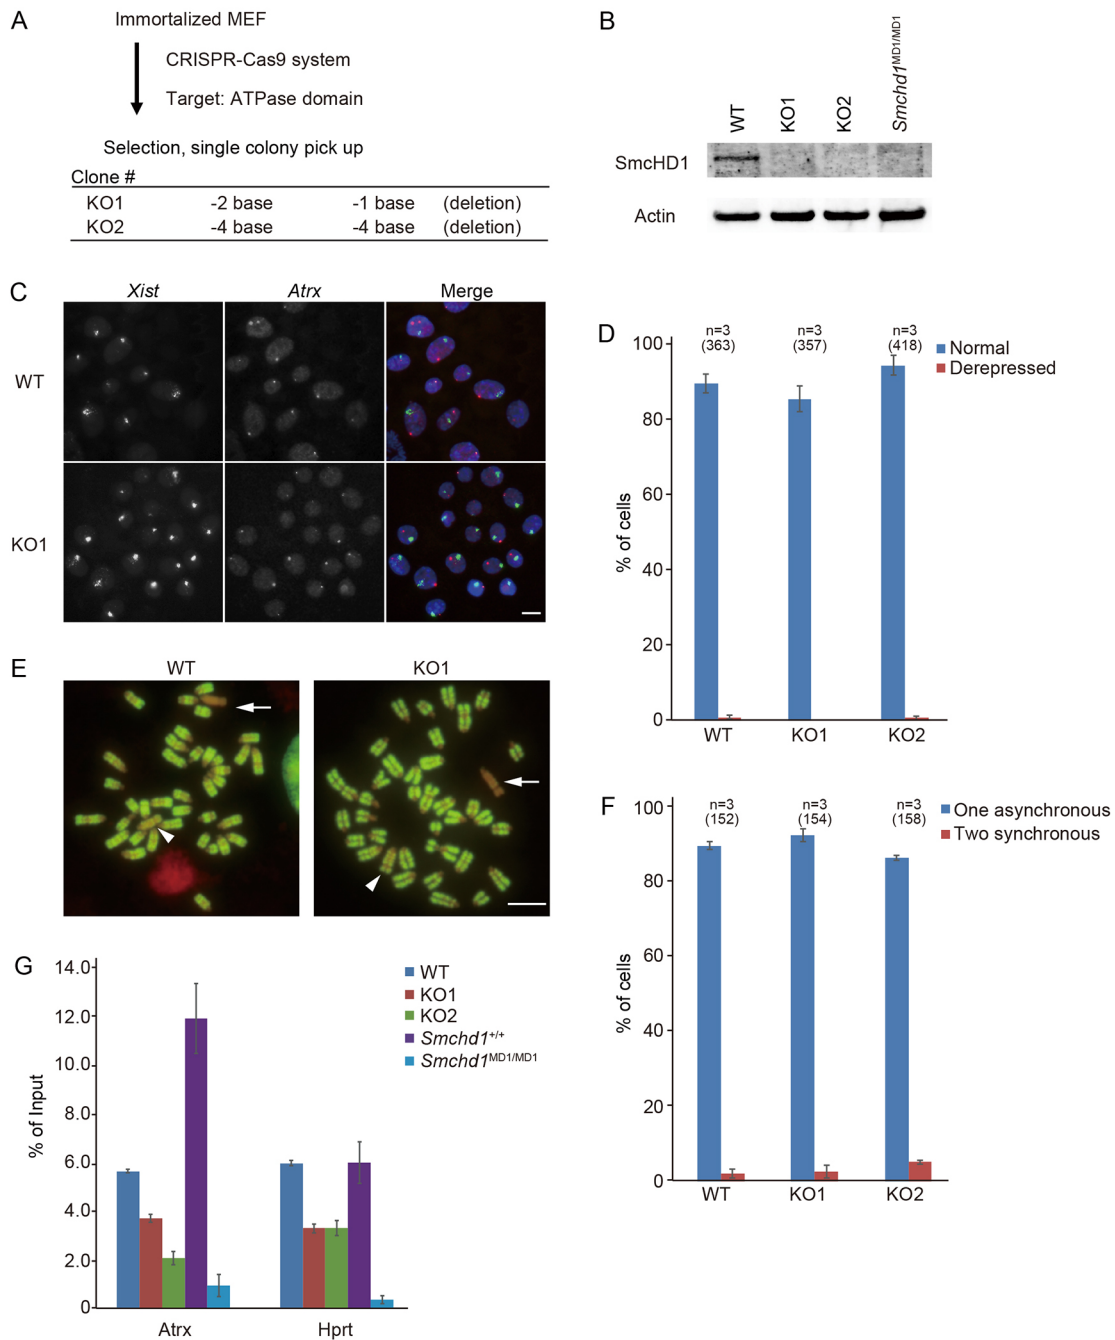 A
Immortalized MEF
CRISPR-Cas9 system
Target: ATPase domain
Selection, single colony pick up
Clone #
KO1 -2 base -1 base (deletion)
KO2 -4 base -4 base (deletion)
B
WT
KO1
KO2
Smchd1MD1/MD1
SmcHD1
Actin
C
Xist Atrx Merge
WT
KO1
D
n=3 n=3 n=3
(363) (357) (418)
Normal
Derepressed
% of cells
100
80
60
40
20
0
WT KO1 KO2
E
WT KO1
F
n=3 n=3 n=3
(152) (154) (158)
One asynchronous
Two synchronous
% of cells
100
80
60
40
20
0
WT KO1 KO2
G
% of Input
14.0
12.0
10.0
8.0
6.0
4.0
2.0
0
WT
KO1
KO2
Smchd1+/+
Smchd1MD1/MD1
Atrx Hprt